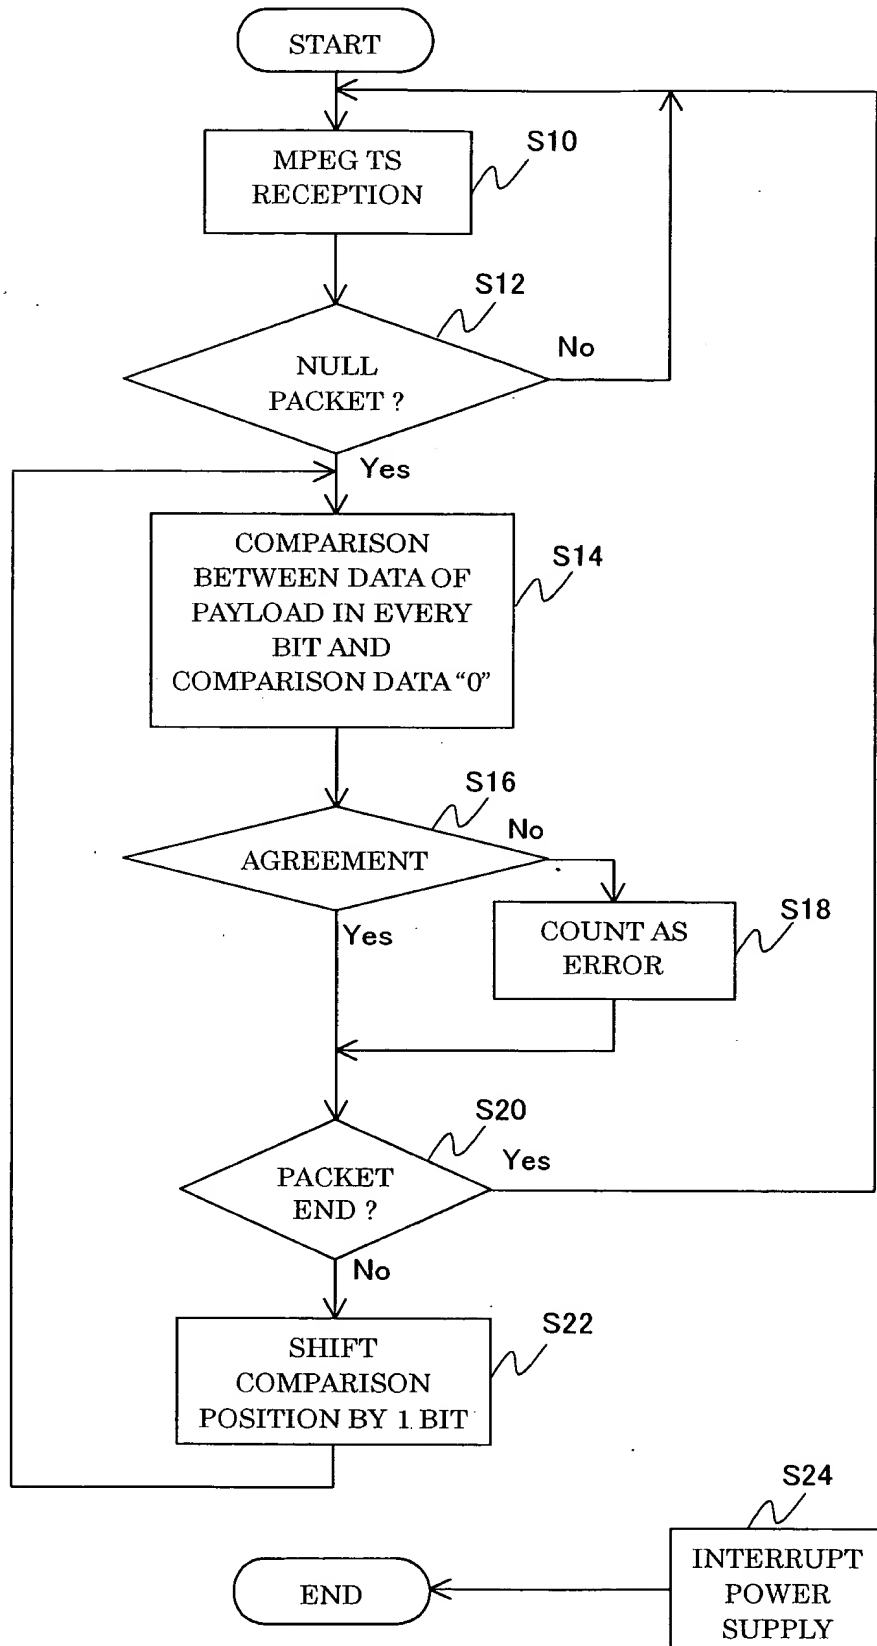 START
MPEG TS
RECEPTION
S10
S12
NULL
PACKET ?
No
Yes
COMPARISON
BETWEEN DATA OF
PAYLOAD IN EVERY
BIT AND
COMPARISON DATA "0"
S14
S16
AGREEMENT
No
Yes
COUNT AS
ERROR
S18
S20
PACKET
END ?
Yes
No
SHIFT
COMPARISON
POSITION BY 1 BIT
S22
S24
INTERRUPT
POWER
SUPPLY
END